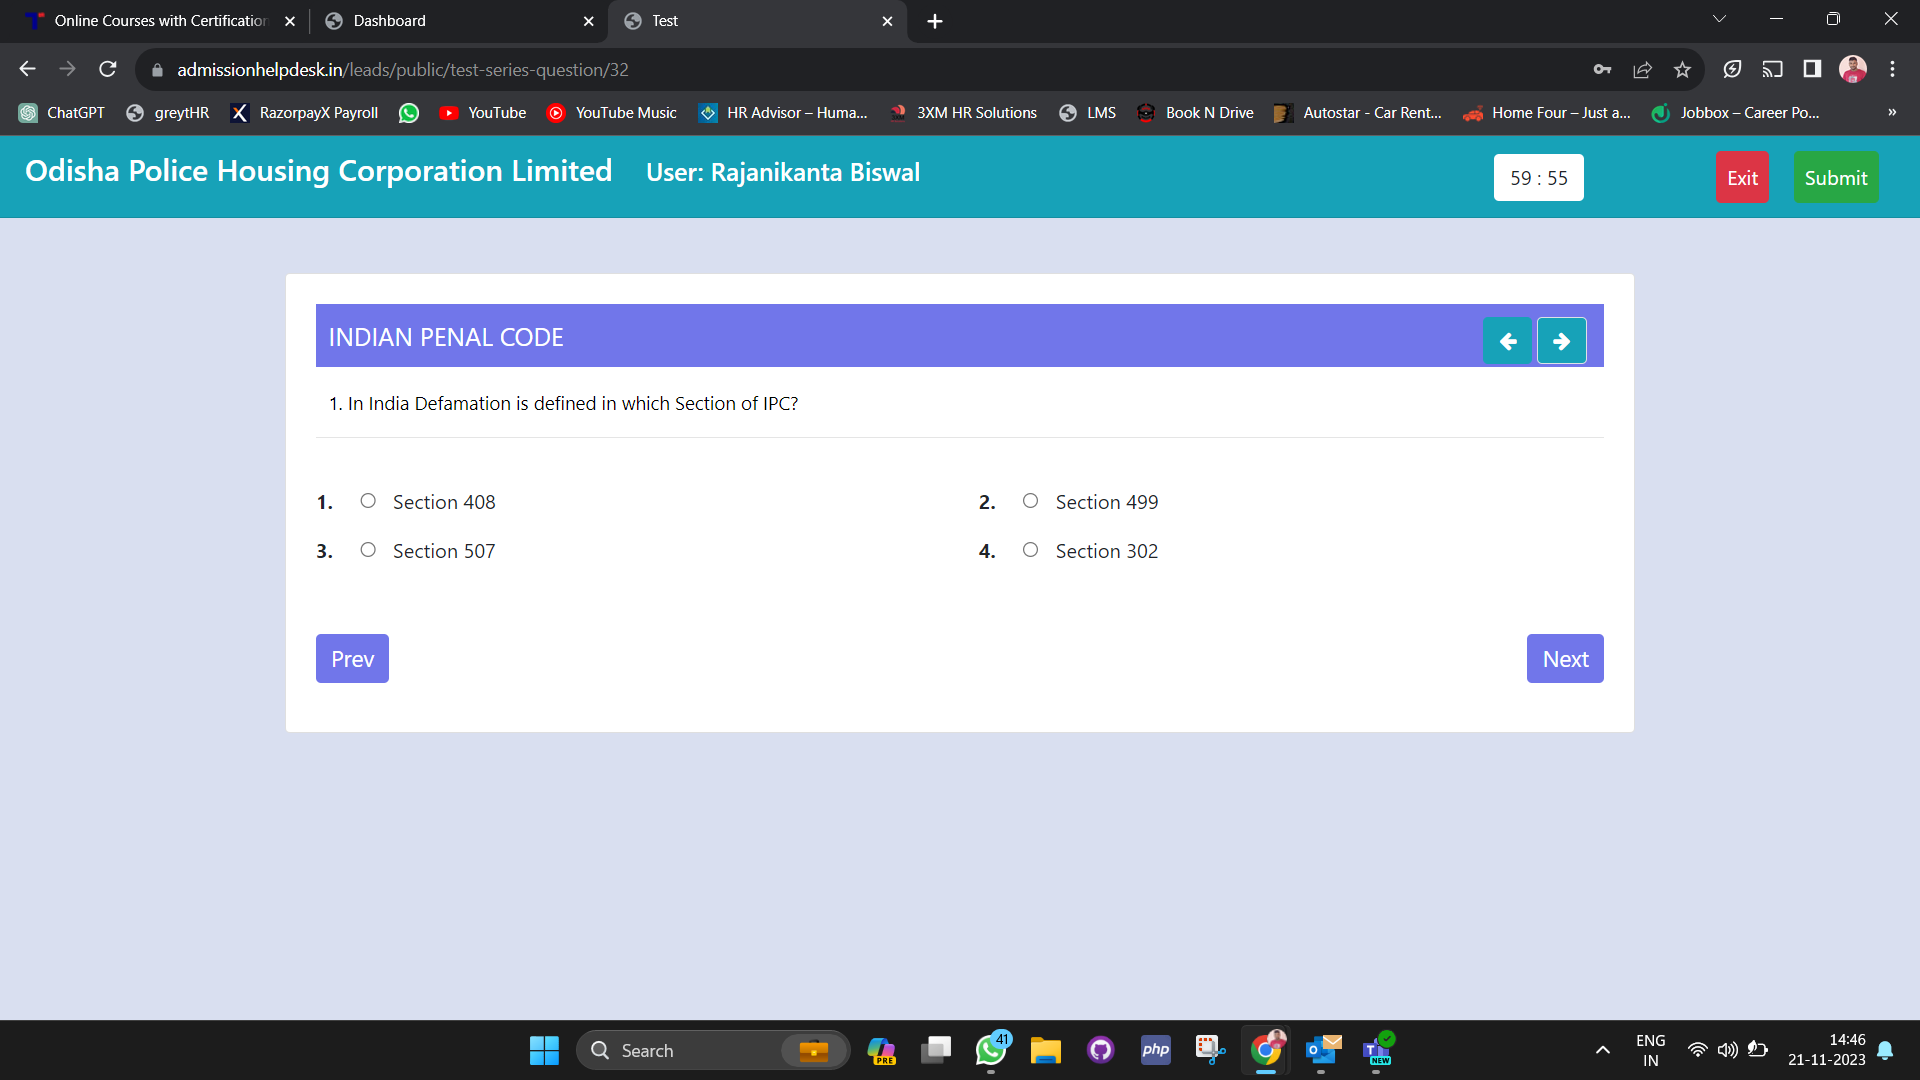 Online Courses with Certification
Dashboard
Test
admissionhelpdesk.in/leads/public/test-series-question/32
ChatGPT
greytHR
RazorpayX Payroll
YouTube
YouTube Music
HR Advisor – Huma...
3XM HR Solutions
LMS
Book N Drive
Autostar - Car Rent...
Home Four – Just a...
Jobbox – Career Po...
»
Odisha Police Housing Corporation Limited
User: Rajanikanta Biswal
59 : 55
Exit
Submit
INDIAN PENAL CODE
1. In India Defamation is defined in which Section of IPC?
1. Section 408
2. Section 499
3. Section 507
4. Section 302
Prev
Next
Search
PRE
41
php
NEW
ENG
IN
14:46
21-11-2023